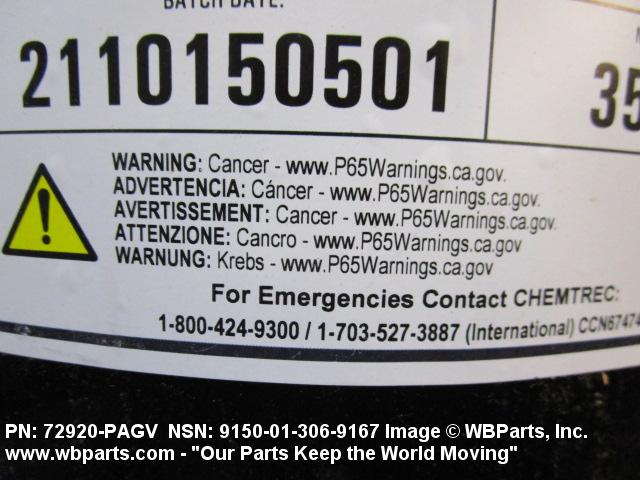 BATCH DATE:
2110150501
35
WARNING: Cancer - www.P65Warnings.ca.gov.
ADVERTENCIA: Cáncer - www.P65Warnings.ca.gov.
AVERTISSEMENT: Cancer - www.P65Warnings.ca.gov.
ATTENZIONE: Cancro - www.P65Warnings.ca.gov
WARNUNG: Krebs - www.P65Warnings.ca.gov
For Emergencies Contact CHEMTREC:
1-800-424-9300 / 1-703-527-3887 (International) CCN67474
PN: 72920-PAGV NSN: 9150-01-306-9167 Image © WBParts, Inc.
www.wbparts.com - "Our Parts Keep the World Moving"